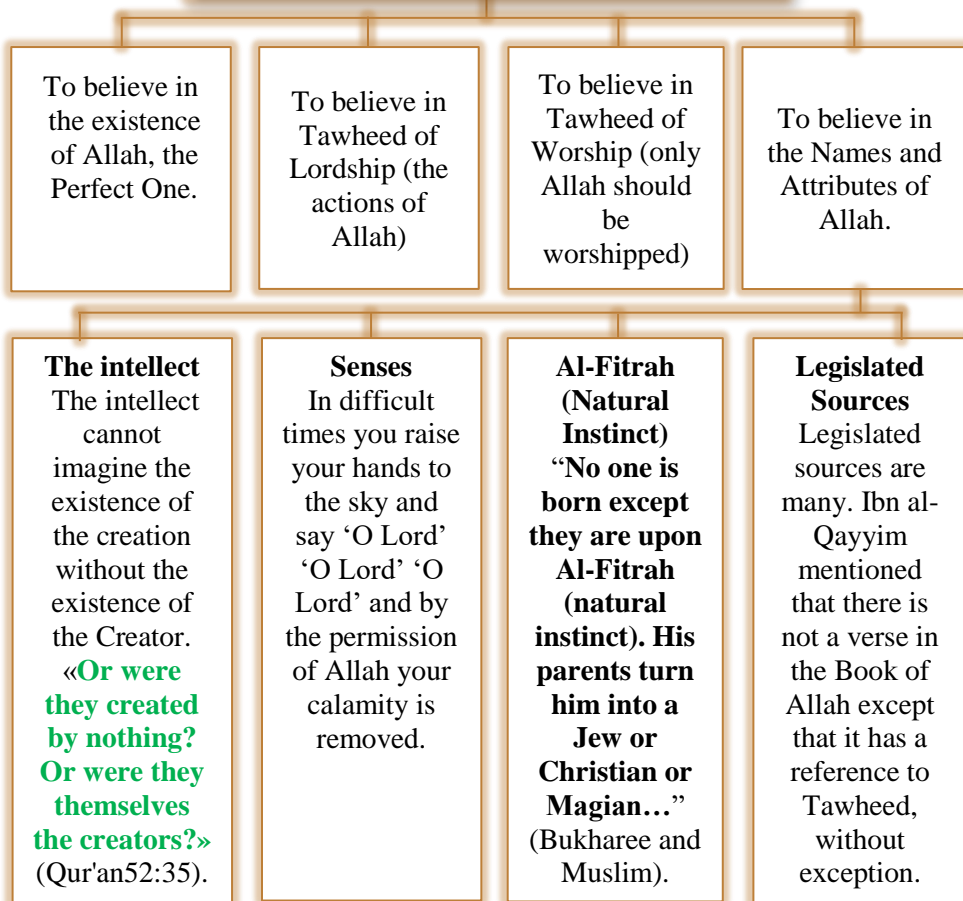 To believe in
the existence
of Allah, the
Perfect One.
To believe in
Tawheed of
Lordship (the
actions of
Allah)
To believe in
Tawheed of
Worship (only
Allah should
be
worshipped)
To believe in
the Names and
Attributes of
Allah.
The intellect
The intellect
cannot
imagine the
existence of
the creation
without the
existence of
the Creator.
«Or were
they created
by nothing?
Or were they
themselves
the creators?»
(Qur'an52:35).
Senses
In difficult
times you raise
your hands to
the sky and
say ‘O Lord’
‘O Lord’ ‘O
Lord’ and by
the permission
of Allah your
calamity is
removed.
Al-Fitrah
(Natural
Instinct)
“No one is
born except
they are upon
Al-Fitrah
(natural
instinct). His
parents turn
him into a
Jew or
Christian or
Magian…”
(Bukharee and
Muslim).
Legislated
Sources
Legislated
sources are
many. Ibn al-
Qayyim
mentioned
that there is
not a verse in
the Book of
Allah except
that it has a
reference to
Tawheed,
without
exception.